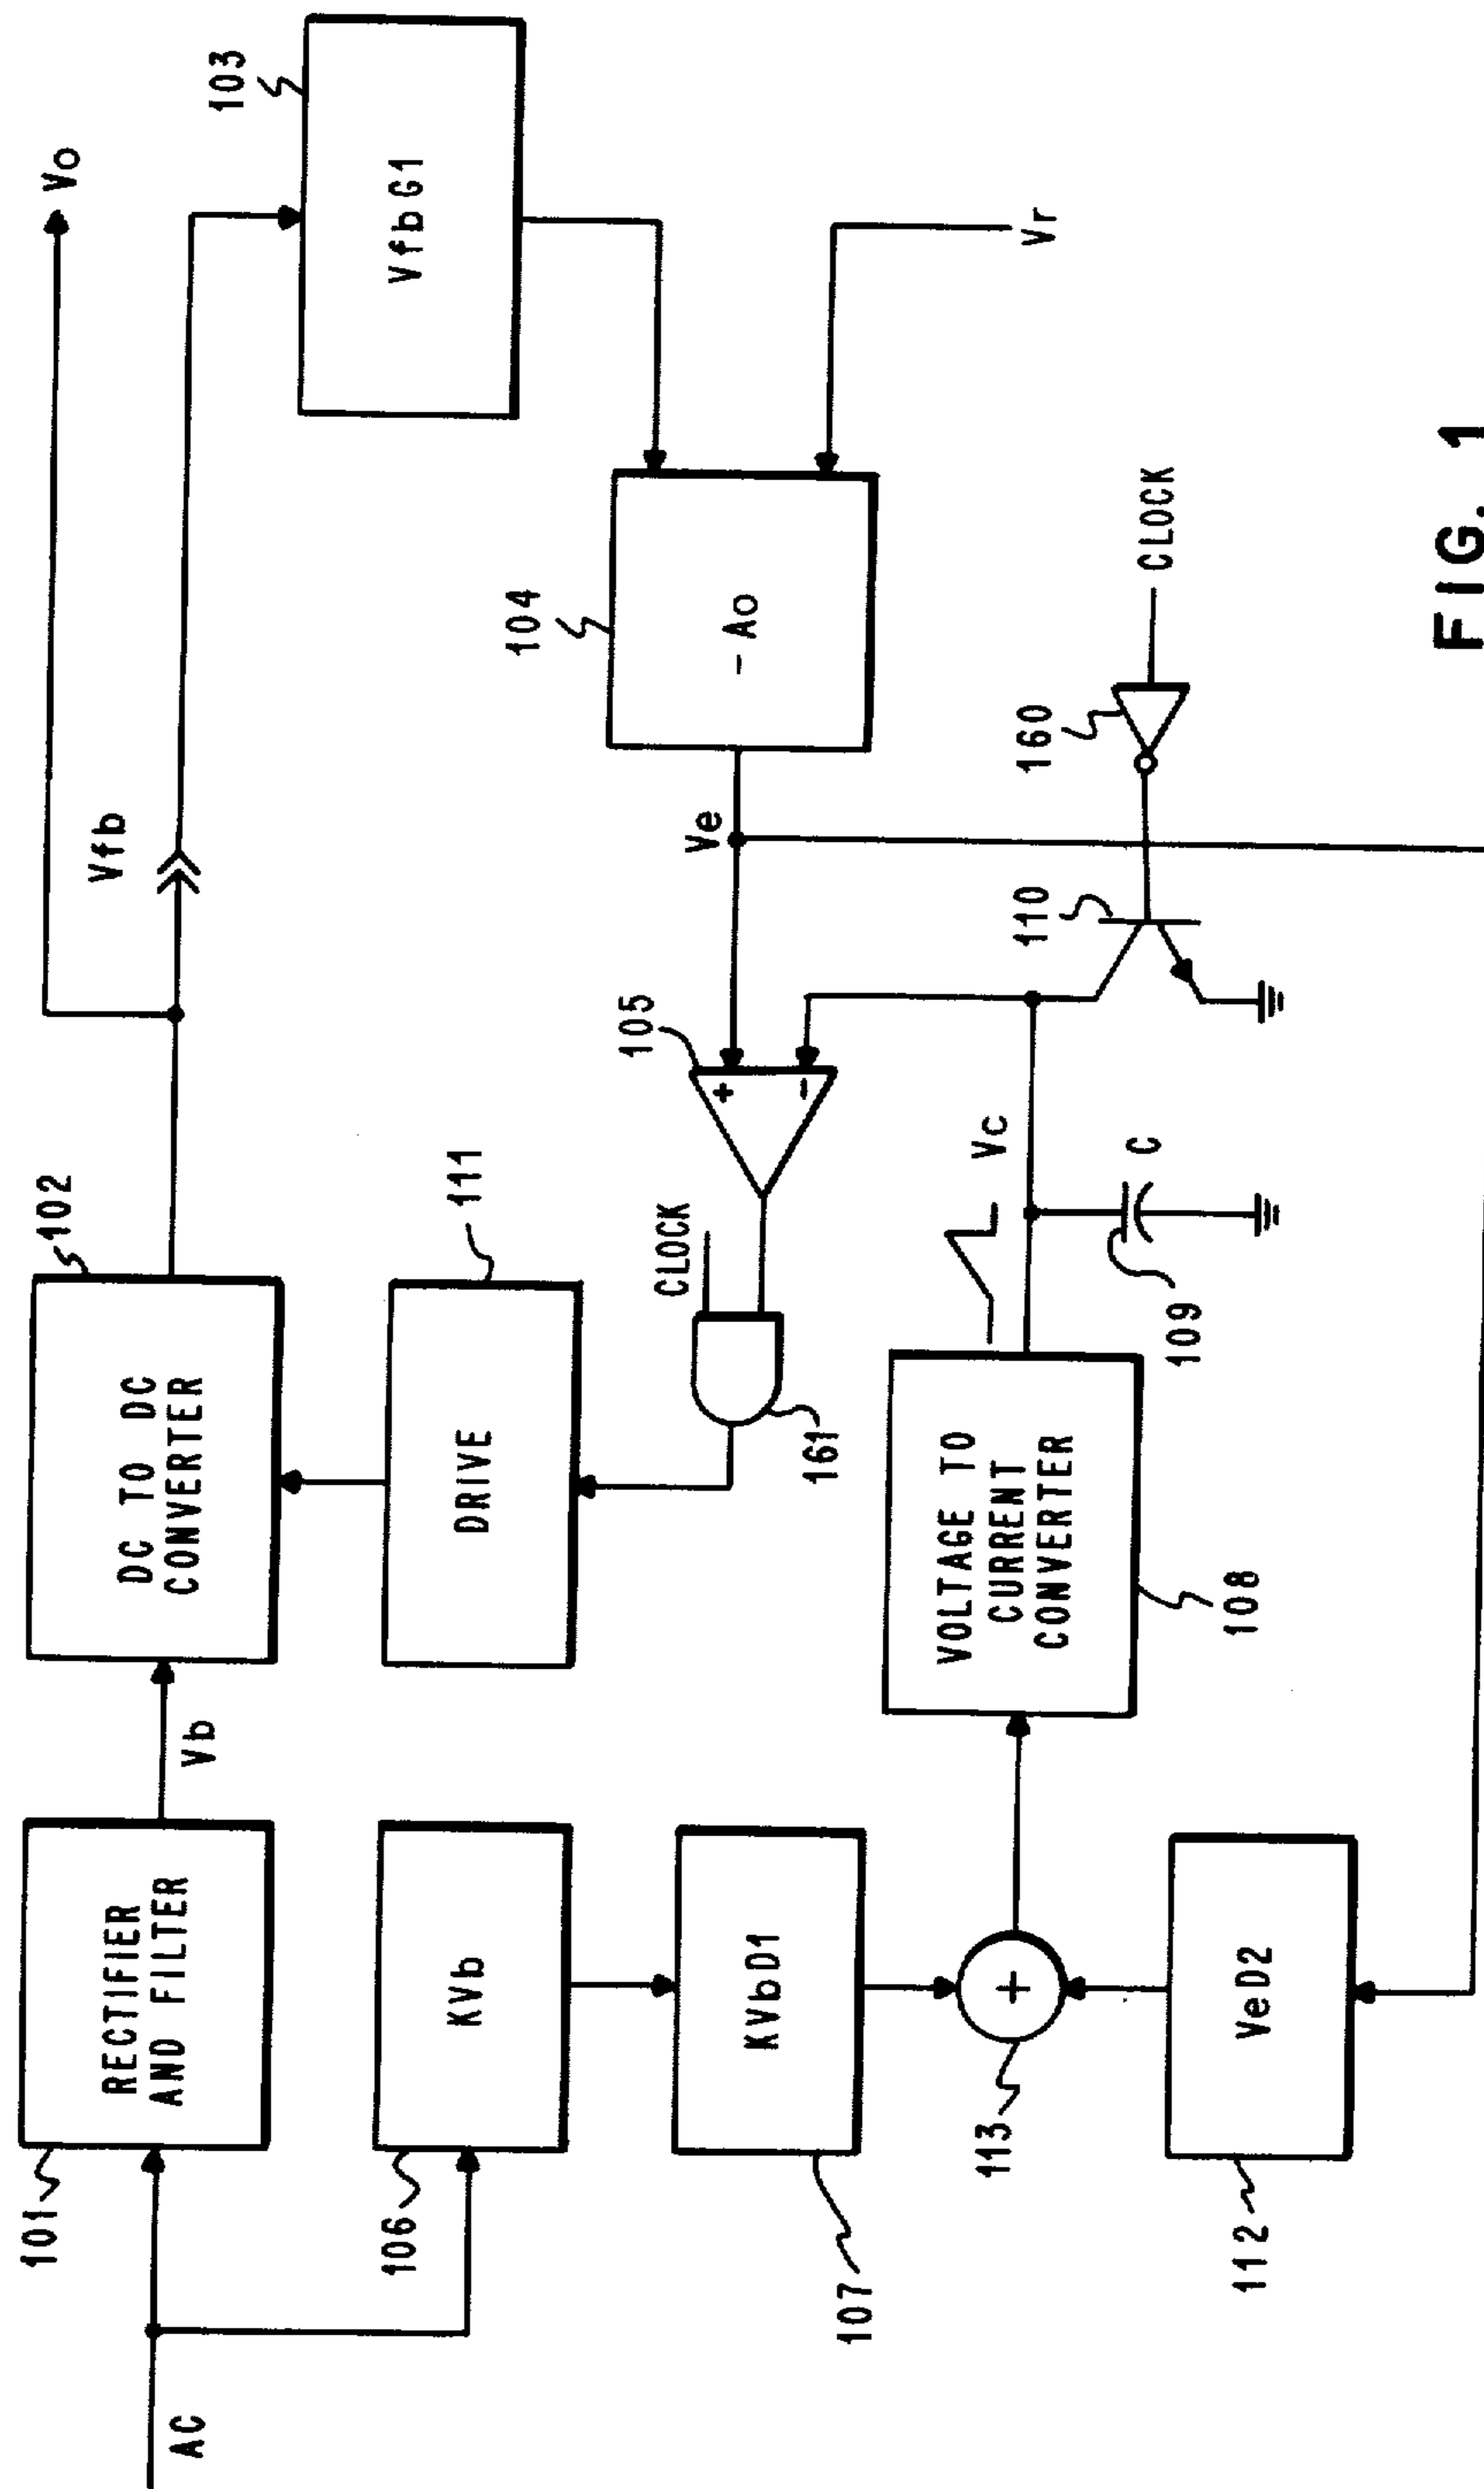 AC
101
RECTIFIER
AND FILTER
Vb
102
DC TO DC
CONVERTER
Vfb
Vo
103
VfbG1
106
KVb
111
DRIVE
CLOCK
161
105
+
-
Ve
104
-Ao
Vr
107
KVbD1
113
+
112
VeD2
VOLTAGE TO
CURRENT
CONVERTER
108
Vc
109
C
110
160
CLOCK
FIG. 1